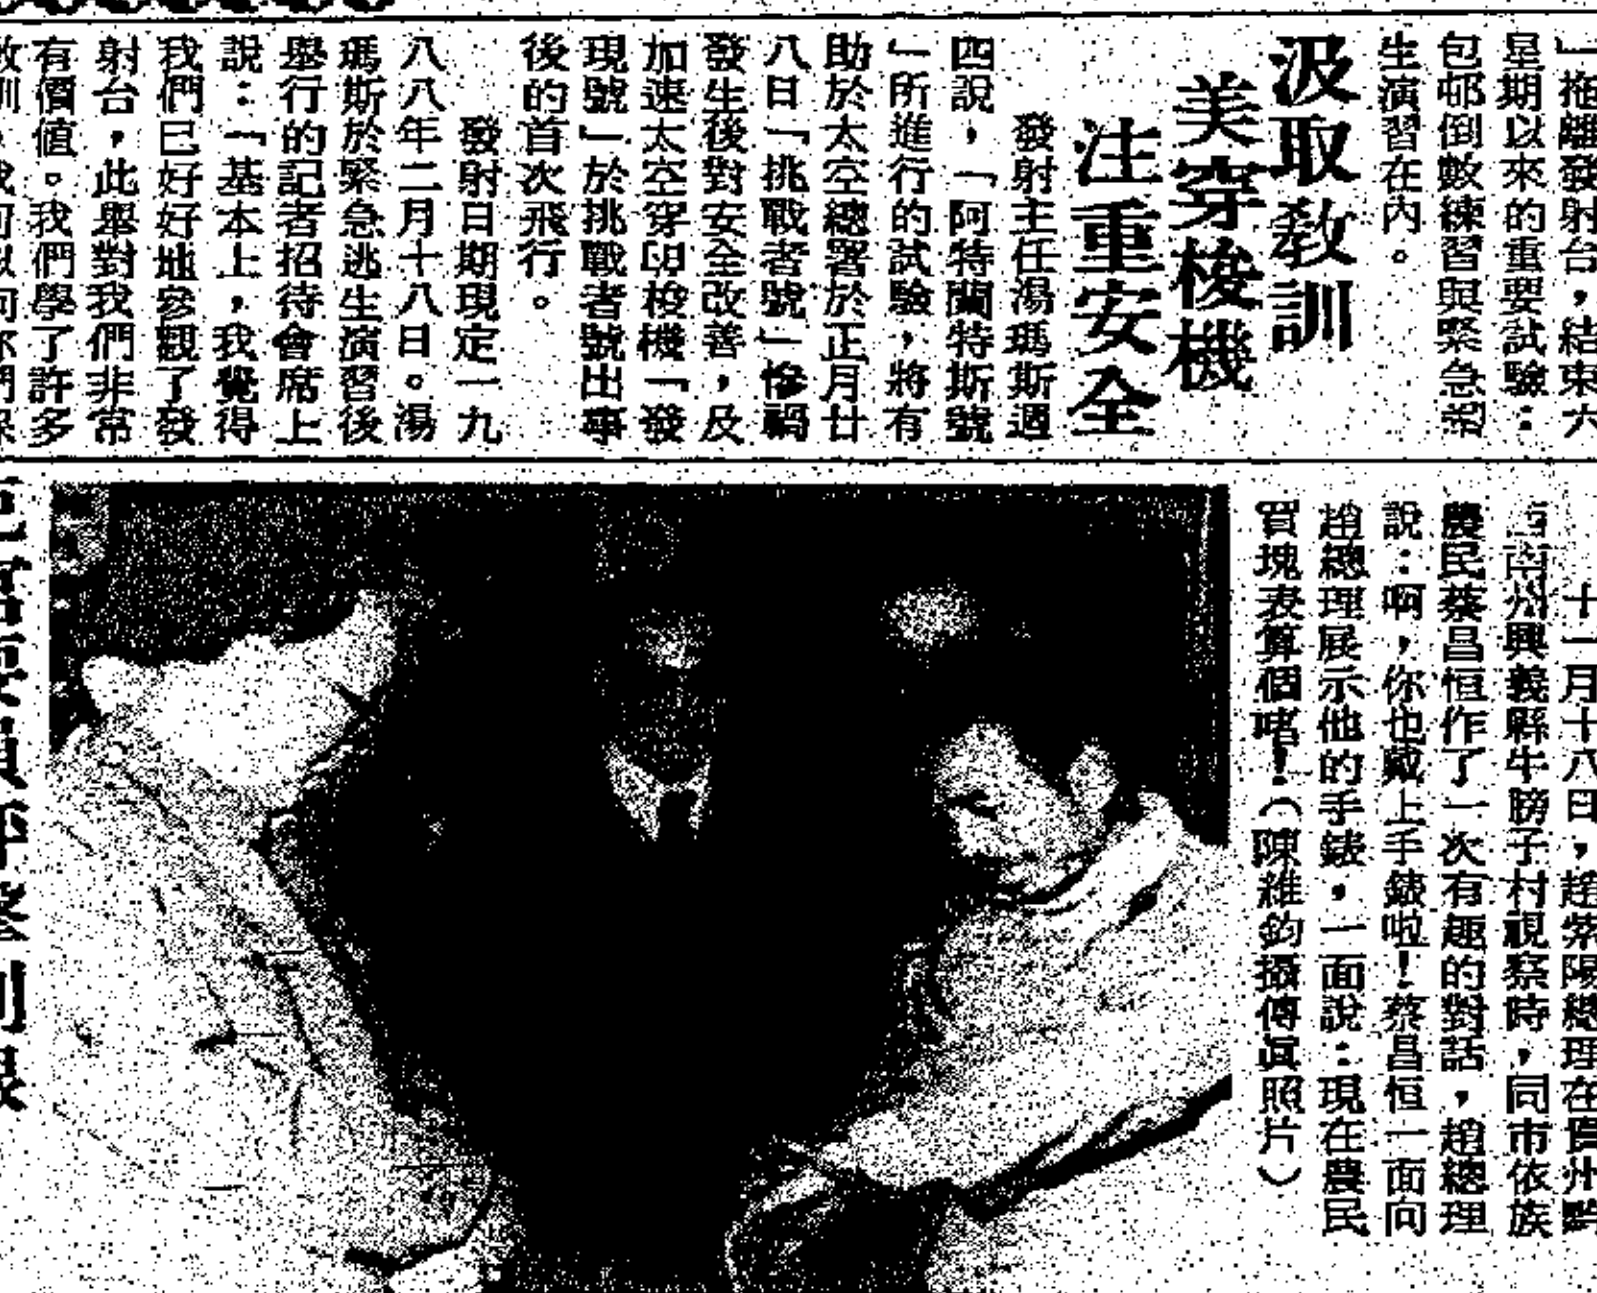 」拖離發射台，結束六
星期以來的重要試驗：
包括倒數練習與緊急逃
生演習在內。
汲取教訓
美穿梭機
注重安全
發射主任湯瑪斯週
四說，「阿特蘭特斯號
」所進行的試驗，將有
助於太空總署於正月廿
八日「挑戰者號」慘禍
發生後對安全改善，及
加速太空穿梭機「發
現號」於挑戰者號出事
後的首次飛行。
發射日期現定一九
八八年二月十八日。湯
瑪斯於緊急逃生演習後
舉行的記者招待會席上
說：「基本上，我覺得
我們已好好地參觀了發
射台，此舉對我們非常
有價值。我們學了許多
教訓。我可以向你們保
十一月十八日，趙紫陽總理在貴州黔
西南州興義縣牛膀子村視察時，同布依族
農民蔡昌恒作了一次有趣的對話，趙總理
說：啊，你也戴上手錶啦！蔡昌恒一面向
趙總理展示他的手錶，一面說：現在農民
買塊表算個啥！（陳維鈞攝傳真照片）